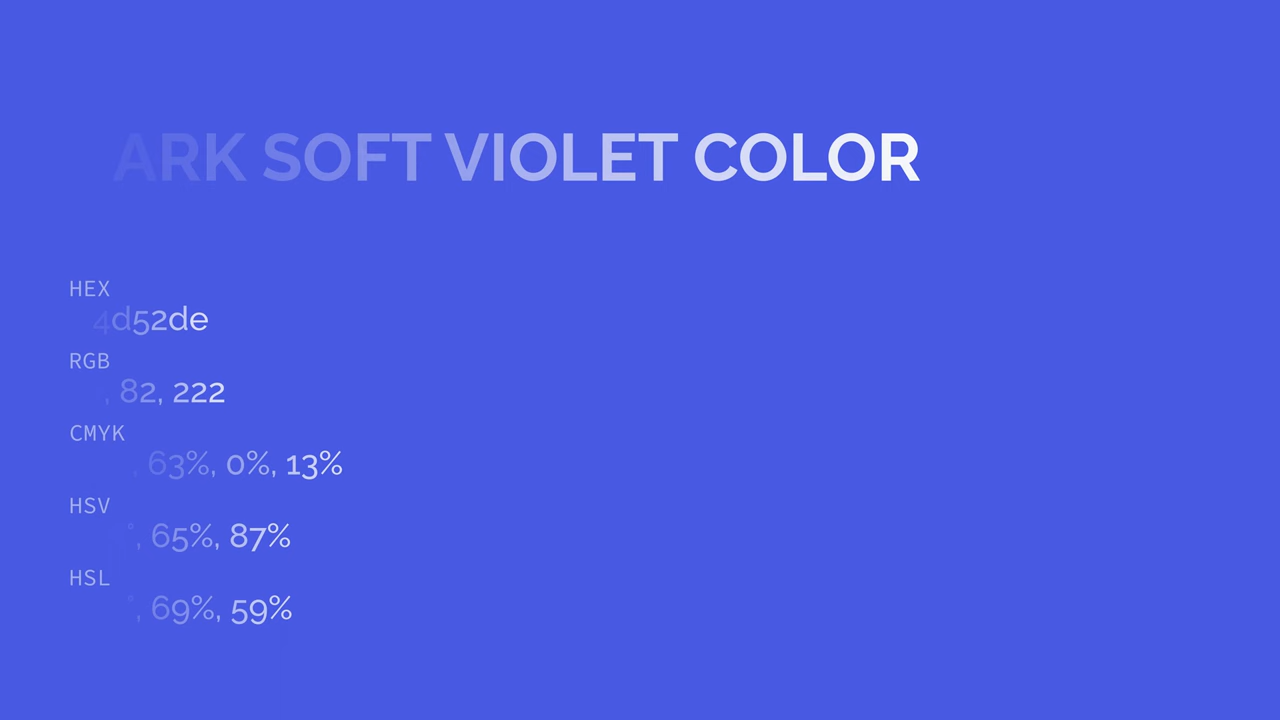 ARK SOFT VIOLET COLOR
HEX
4d52de
RGB
, 82, 222
CMYK
, 63%, 0%, 13%
HSV
°, 65%, 87%
HSL
°, 69%, 59%